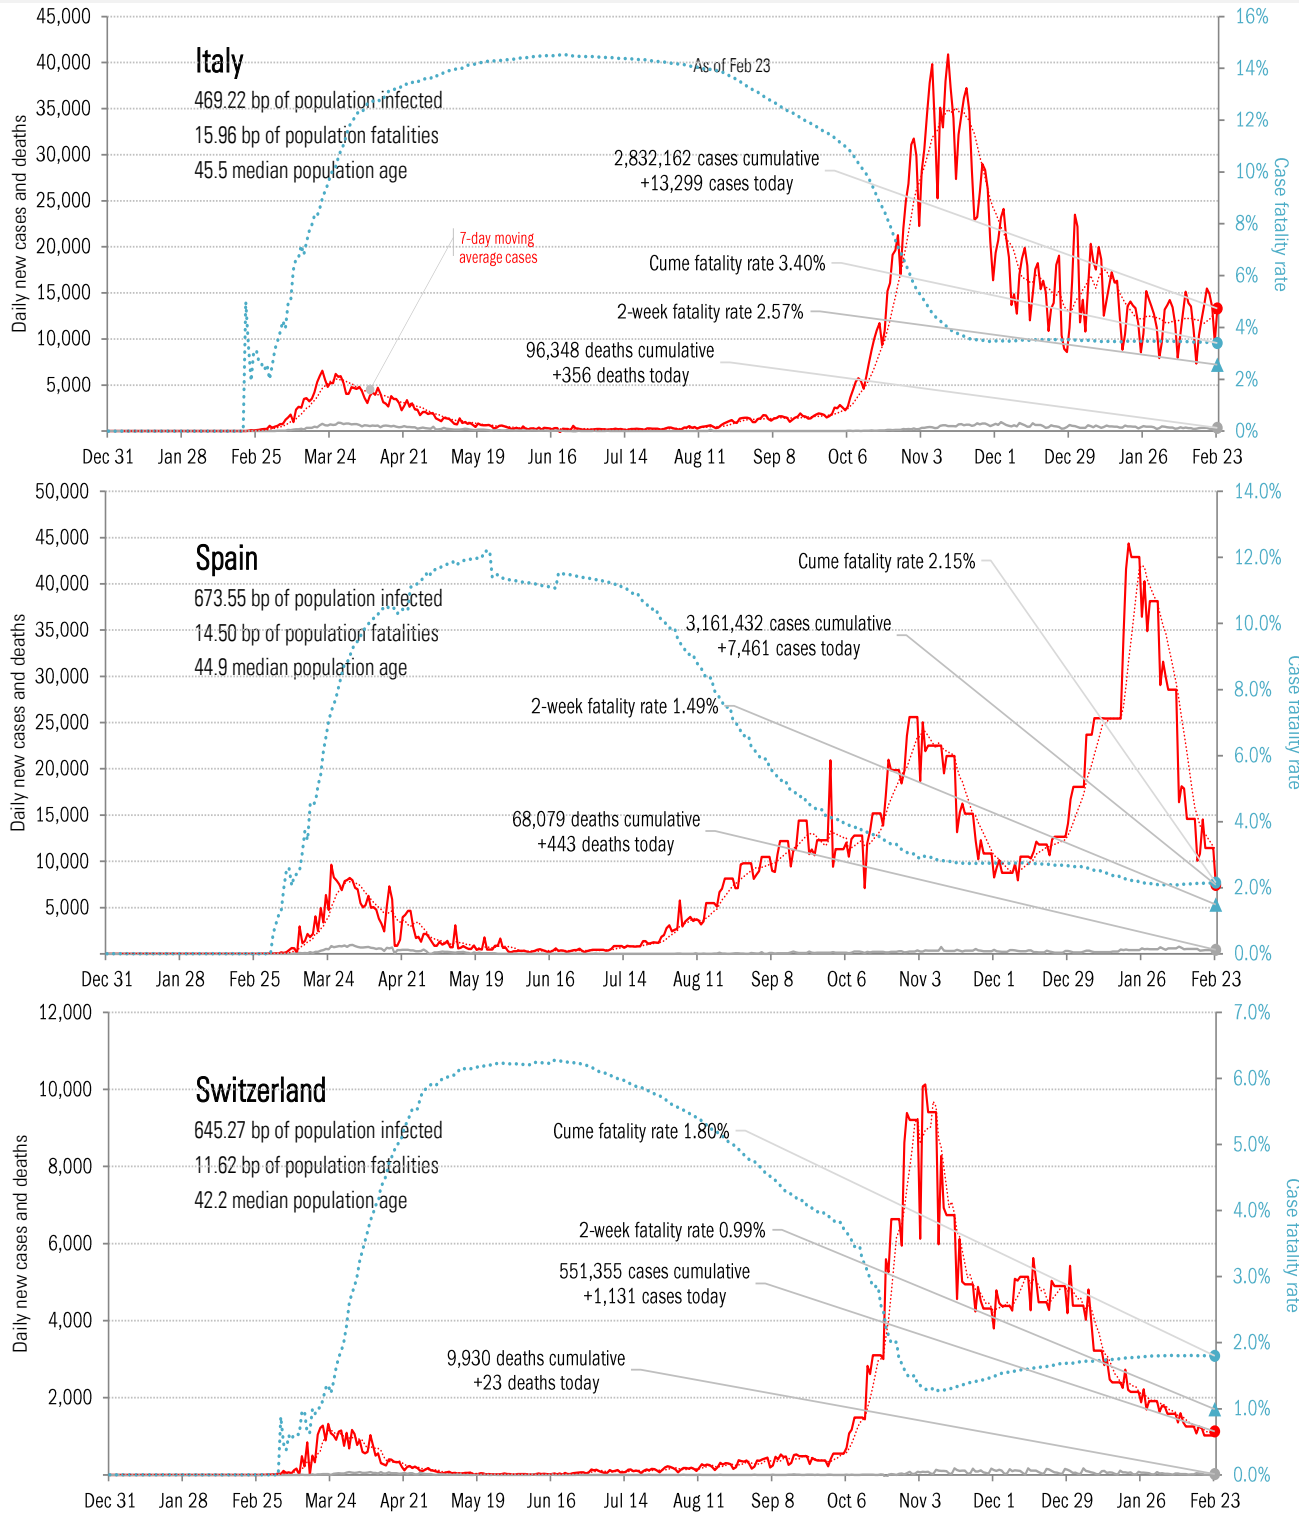 45,000
40,000
35,000
30,000
25,000
20,000
15,000
10,000
5,000
Daily new cases and deaths
Italy
469.22 bp of population infected
15.96 bp of population fatalities
45.5 median population age
As of Feb 23
7-day moving
average cases
2,832,162 cases cumulative
+13,299 cases today
Cume fatality rate 3.40%
2-week fatality rate 2.57%
96,348 deaths cumulative
+356 deaths today
16%
14%
12%
10%
8%
6%
4%
2%
0%
Case fatality rate
Dec 31 Jan 28 Feb 25 Mar 24 Apr 21 May 19 Jun 16 Jul 14 Aug 11 Sep 8 Oct 6 Nov 3 Dec 1 Dec 29 Jan 26 Feb 23
50,000
45,000
40,000
35,000
30,000
25,000
20,000
15,000
10,000
5,000
Daily new cases and deaths
Spain
673.55 bp of population infected
14.50 bp of population fatalities
44.9 median population age
Cume fatality rate 2.15%
3,161,432 cases cumulative
+7,461 cases today
2-week fatality rate 1.49%
68,079 deaths cumulative
+443 deaths today
14.0%
12.0%
10.0%
8.0%
6.0%
4.0%
2.0%
0.0%
Case fatality rate
Dec 31 Jan 28 Feb 25 Mar 24 Apr 21 May 19 Jun 16 Jul 14 Aug 11 Sep 8 Oct 6 Nov 3 Dec 1 Dec 29 Jan 26 Feb 23
12,000
10,000
8,000
6,000
4,000
2,000
Daily new cases and deaths
Switzerland
645.27 bp of population infected
11.62 bp of population fatalities
42.2 median population age
Cume fatality rate 1.80%
2-week fatality rate 0.99%
551,355 cases cumulative
+1,131 cases today
9,930 deaths cumulative
+23 deaths today
7.0%
6.0%
5.0%
4.0%
3.0%
2.0%
1.0%
0.0%
Case fatality rate
Dec 31 Jan 28 Feb 25 Mar 24 Apr 21 May 19 Jun 16 Jul 14 Aug 11 Sep 8 Oct 6 Nov 3 Dec 1 Dec 29 Jan 26 Feb 23